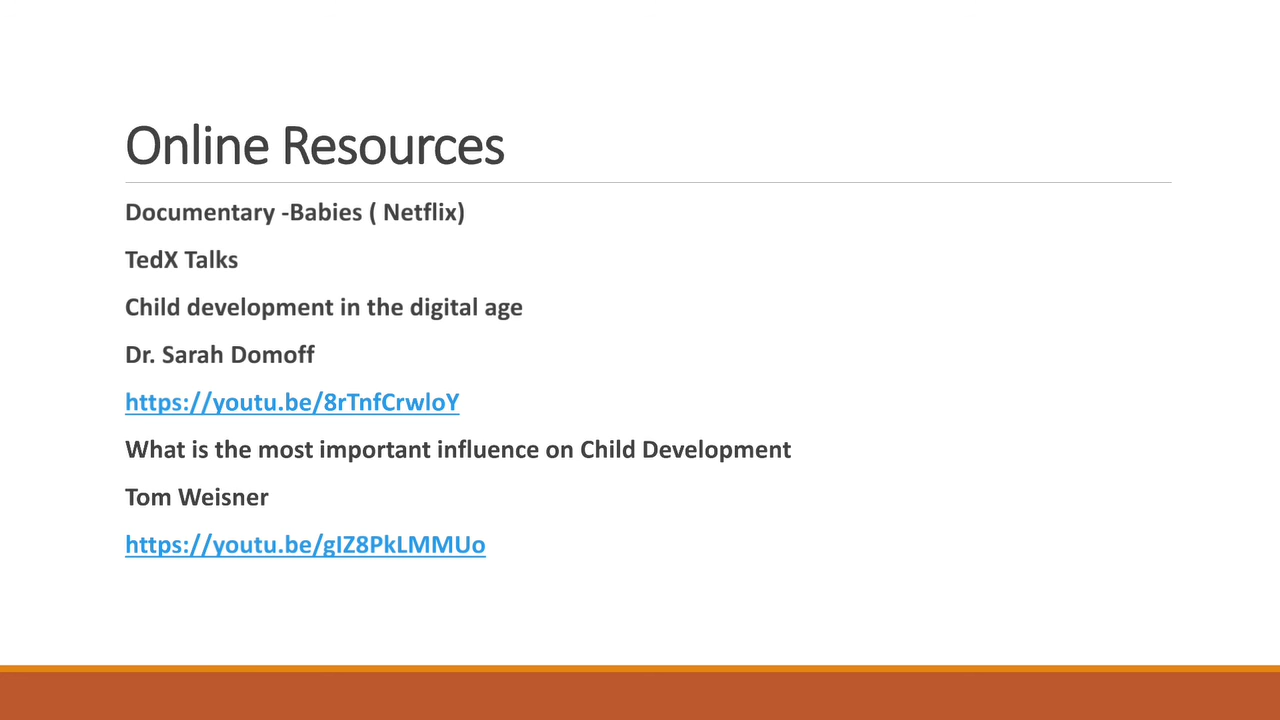 Online Resources
Documentary -Babies ( Netflix)
TedX Talks
Child development in the digital age
Dr. Sarah Domoff
https://youtu.be/8rTnfCrwloY
What is the most important influence on Child Development
Tom Weisner
https://youtu.be/gIZ8PkLMMUo